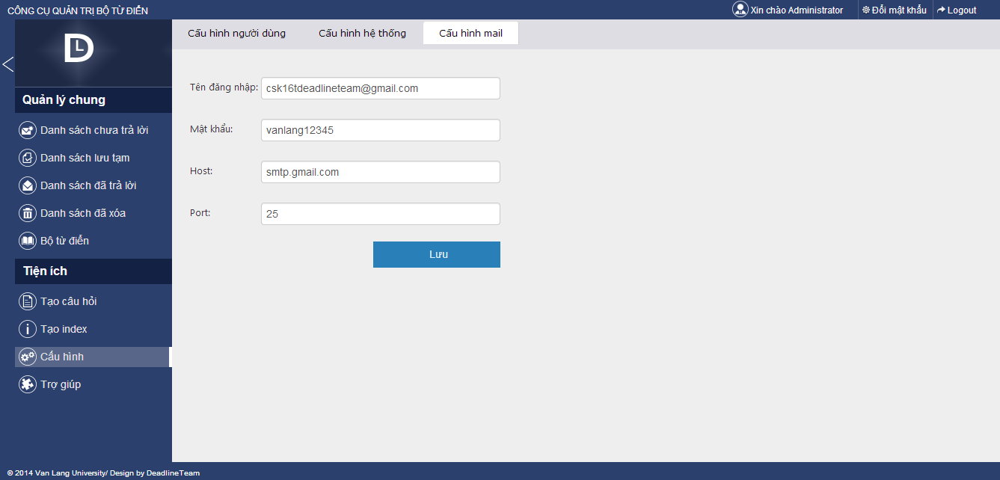 CÔNG CỤ QUẢN TRỊ BỘ TỪ ĐIỂN
Xin chào Administrator
Đổi mật khẩu
Logout
DL
Quản lý chung
Danh sách chưa trả lời
Danh sách lưu tạm
Danh sách đã trả lời
Danh sách đã xóa
Bộ từ điển
Tiện ích
Tạo câu hỏi
Tạo index
Cấu hình
Trợ giúp
Cấu hình người dùng
Cấu hình hệ thống
Cấu hình mail
Tên đăng nhập: csk16tdeadlineteam@gmail.com
Mật khẩu: vanlang12345
Host: smtp.gmail.com
Port: 25
Lưu
© 2014 Van Lang University/ Design by DeadlineTeam